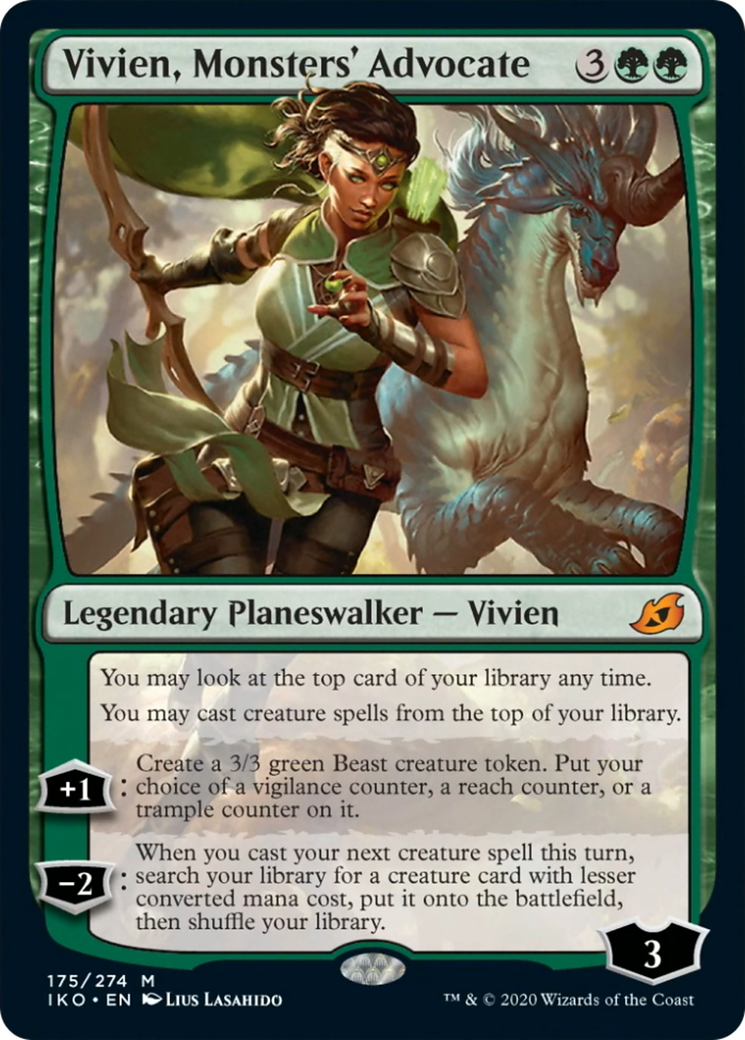 Vivien, Monsters' Advocate 3
Legendary Planeswalker — Vivien
You may look at the top card of your library any time.
You may cast creature spells from the top of your library.
+1: Create a 3/3 green Beast creature token. Put your
choice of a vigilance counter, a reach counter, or a
trample counter on it.
−2: When you cast your next creature spell this turn,
search your library for a creature card with lesser
converted mana cost, put it onto the battlefield,
then shuffle your library.
3
175/274 M
IKO • EN Lius Lasahido
™ & © 2020 Wizards of the Coast